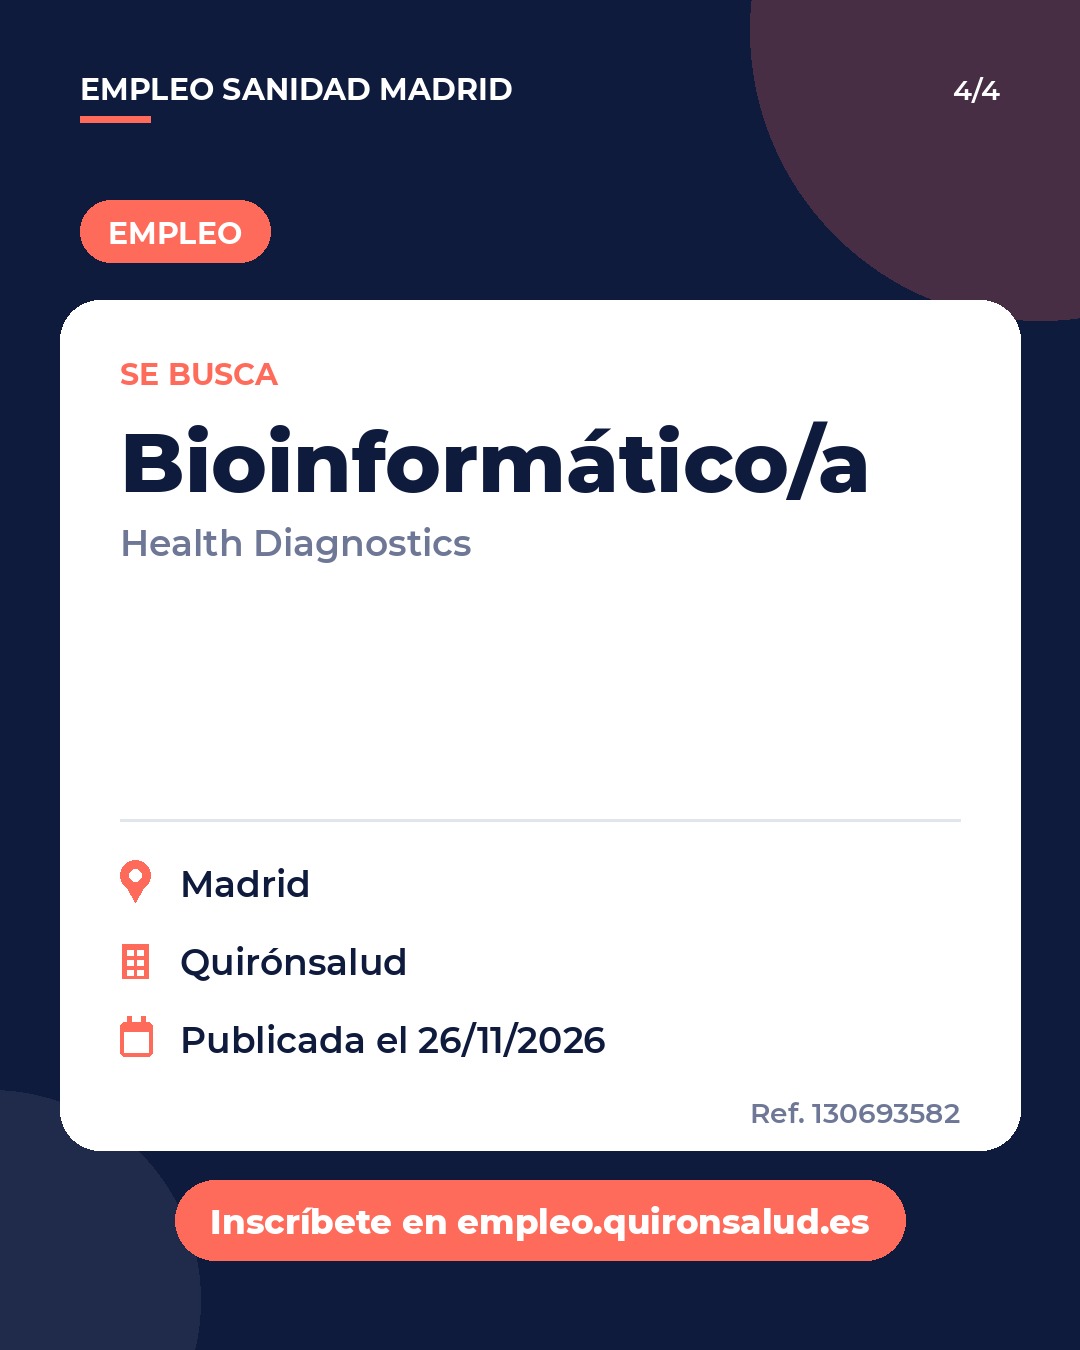 EMPLEO SANIDAD MADRID
4/4
EMPLEO
SE BUSCA
Bioinformático/a
Health Diagnostics
Madrid
Quirónsalud
Publicada el 26/11/2026
Ref. 130693582
Inscríbete en empleo.quironsalud.es